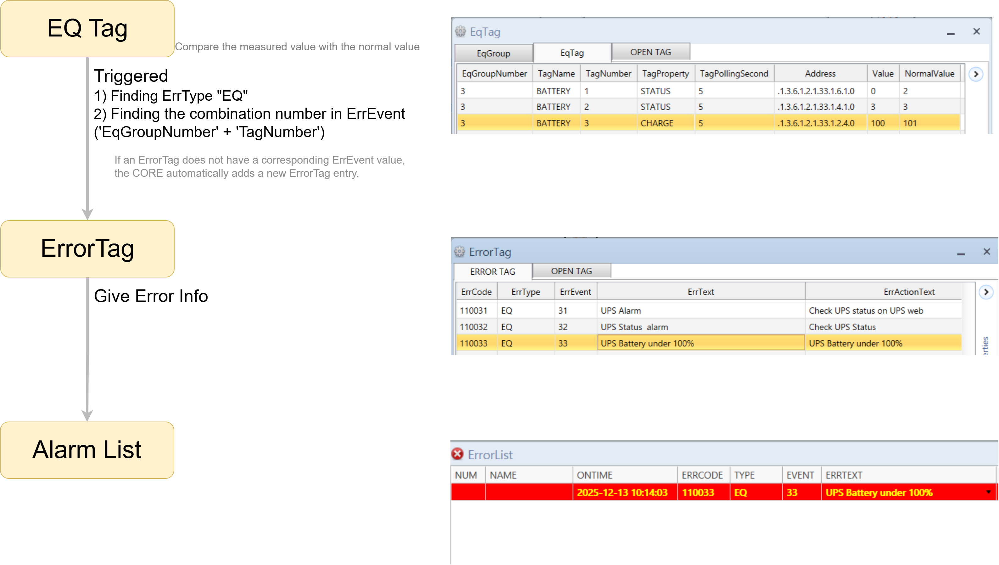 EQ Tag
Compare the measured value with the normal value
Triggered
1) Finding ErrType "EQ"
2) Finding the combination number in ErrEvent
('EqGroupNumber' + 'TagNumber')
If an ErrorTag does not have a corresponding ErrEvent value,
the CORE automatically adds a new ErrorTag entry.
EqTag
EqGroup EqTag OPEN TAG
EqGroupNumber TagName TagNumber TagProperty TagPollingSecond Address Value NormalValue
3 BATTERY 1 STATUS 5 .1.3.6.1.2.1.33.1.6.1.0 0 2
3 BATTERY 2 STATUS 5 .1.3.6.1.2.1.33.1.4.1.0 3 3
3 BATTERY 3 CHARGE 5 .1.3.6.1.2.1.33.1.2.4.0 100 101
ErrorTag
Give Error Info
ErrorTag
ERROR TAG OPEN TAG
ErrCode ErrType ErrEvent ErrText ErrActionText
110031 EQ 31 UPS Alarm Check UPS status on UPS web
110032 EQ 32 UPS Status  alarm Check UPS Status
110033 EQ 33 UPS Battery under 100% UPS Battery under 100%
erties
Alarm List
ErrorList
NUM NAME ONTIME ERRCODE TYPE EVENT ERRTEXT
2025-12-13 10:14:03 110033 EQ 33 UPS Battery under 100%